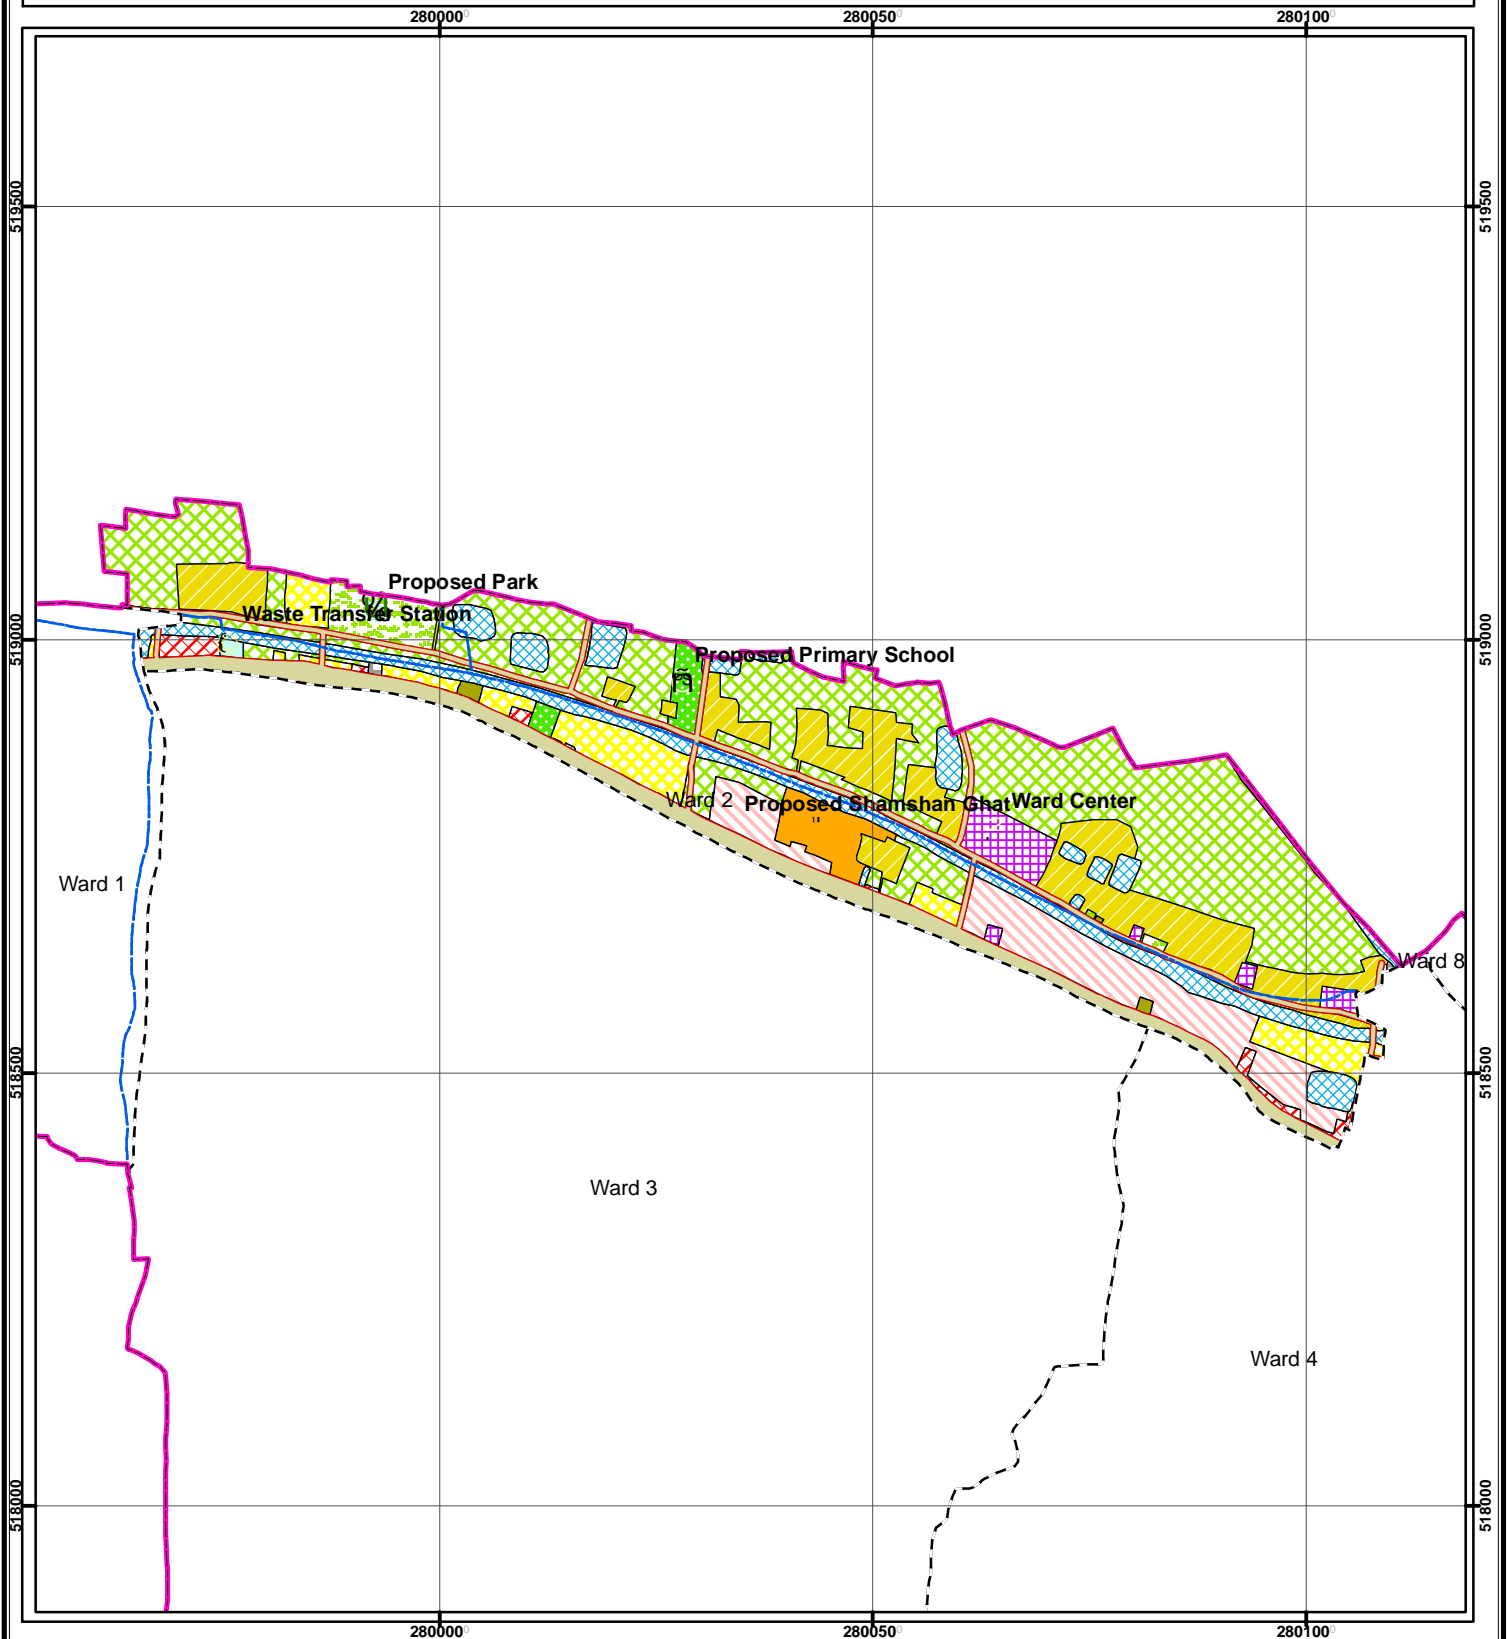 280000 280050 280100
519500 519500
Proposed Park
Waste Transfer Station
519000 519000
Proposed Primary School
Ward 2 Proposed Shamshan Ghat Ward Center
Ward 1
Ward 8
518500 518500
Ward 3
Ward 4
518000 518000
280000 280050 280100